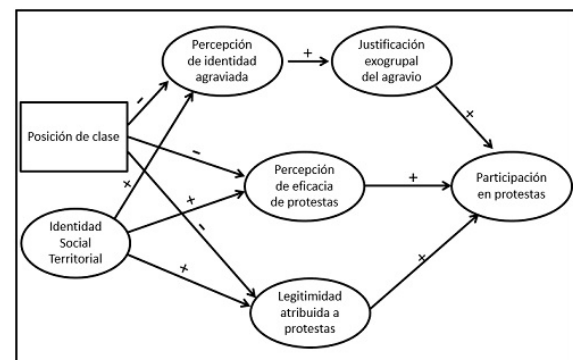 Percepción
de identidad
agraviada
+
Justificación
exogrupal
del agravio
-
+
Posición de clase
-
Percepción
de eficacia
de protestas
+
Participación
en protestas
+
+
-
Identidad
Social
Territorial
+
+
Legitimidad
atribuida a
protestas